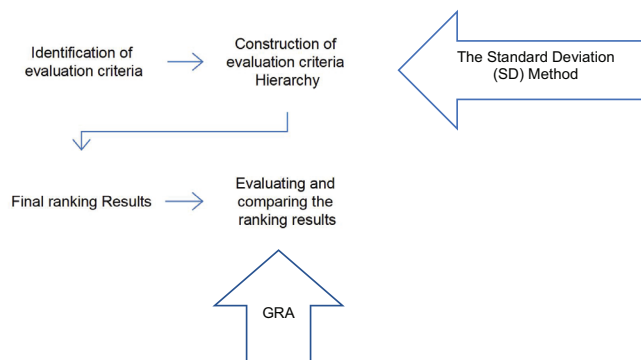 Identification of
evaluation criteria
Construction of
evaluation criteria
Hierarchy
The Standard Deviation
(SD) Method
Final ranking Results
Evaluating and
comparing the
ranking results
GRA